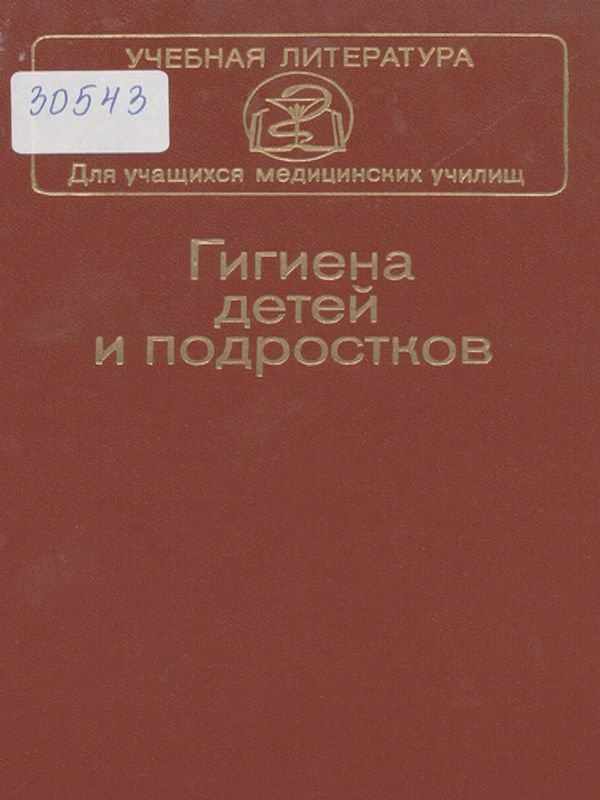 УЧЕБНАЯ ЛИТЕРАТУРА
30543
Для учащихся медицинских училищ
Гигиена
детей
и подростков